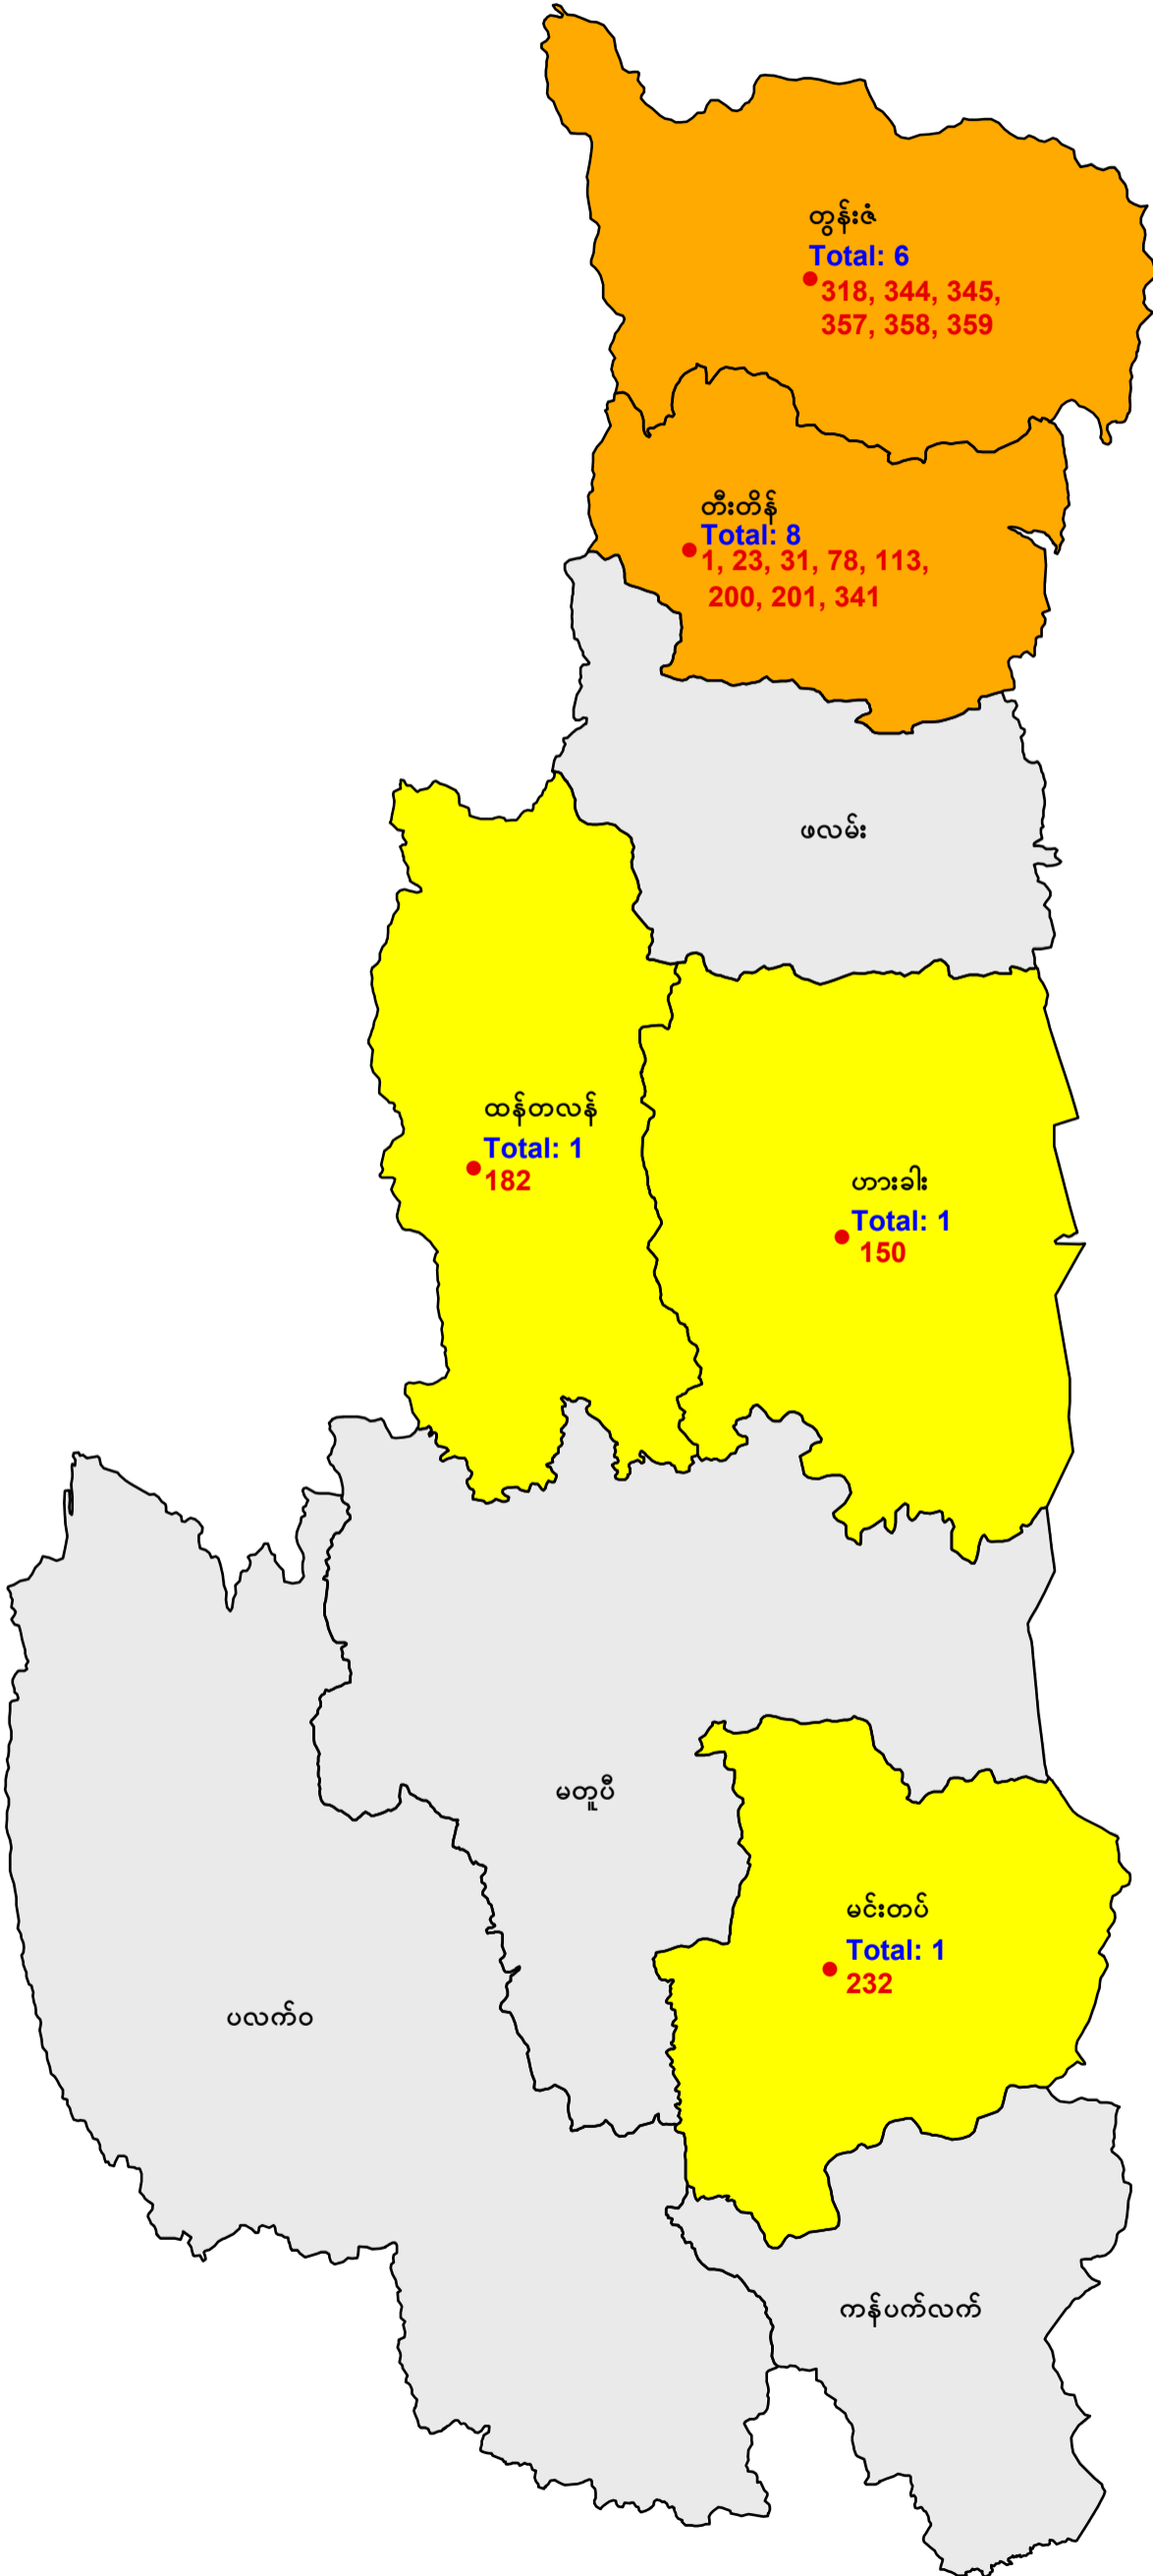 တွန်းဇံ
Total: 6
318, 344, 345,
357, 358, 359
တီးတိန်
Total: 8
1, 23, 31, 78, 113,
200, 201, 341
ဖလမ်း
ထန်တလန်
Total: 1
182
ဟားခါး
Total: 1
150
မတူပီ
မင်းတပ်
Total: 1
232
ပလက်ဝ
ကန်ပက်လက်